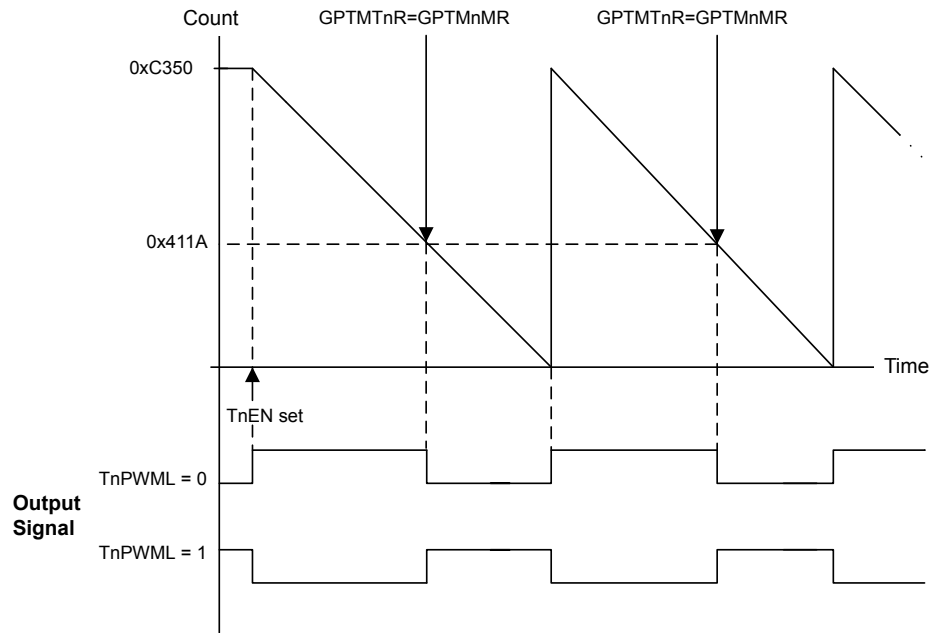 Count
GPTMTnR=GPTMnMR
GPTMTnR=GPTMnMR
0xC350
0x411A
Time
TnEN set
TnPWML = 0
Output
Signal
TnPWML = 1